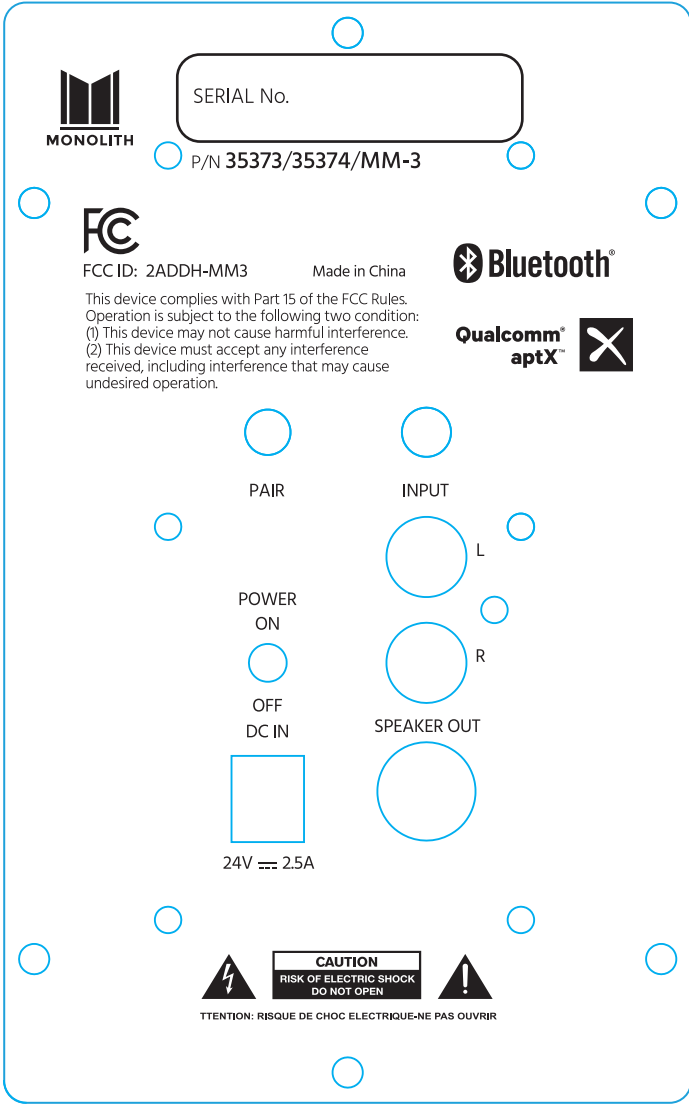 SERIAL No.
MONOLITH
P/N 35373/35374/MM-3
FC
FCC ID: 2ADDH-MM3 Made in China
Bluetooth®
This device complies with Part 15 of the FCC Rules.
Operation is subject to the following two condition:
(1) This device may not cause harmful interference.
(2) This device must accept any interference
received, including interference that may cause
undesired operation.
Qualcomm®
aptX™
PAIR INPUT
L
POWER
ON
R
OFF
DC IN
SPEAKER OUT
24V ⎓ 2.5A
CAUTION
RISK OF ELECTRIC SHOCK
DO NOT OPEN
TTENTION: RISQUE DE CHOC ELECTRIQUE-NE PAS OUVRIR